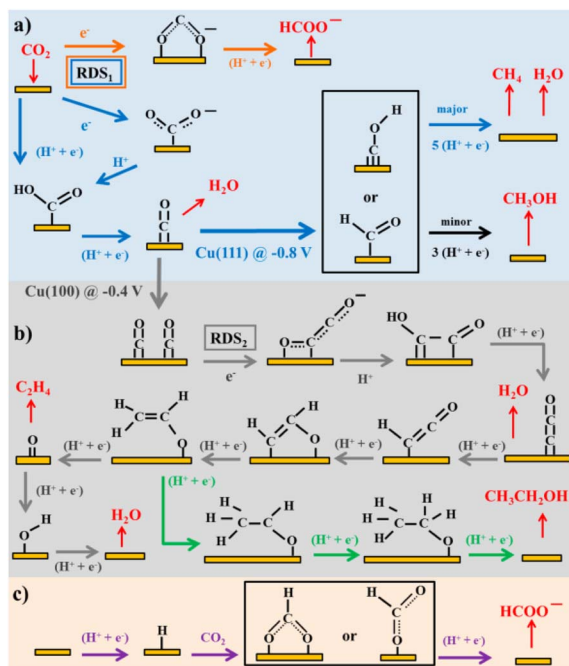 a)
e⁻
HCOO⁻
CO₂
RDS₁
(H⁺ + e⁻)
C
O O
CH₄ H₂O
e⁻
O O
C
H
O
C
major
5 (H⁺ + e⁻)
(H⁺ + e⁻)
H⁺
HO O
C
H₂O
or
O
C
CH₃OH
H O
C
minor
(H⁺ + e⁻)
Cu(111) @ -0.8 V
3 (H⁺ + e⁻)
Cu(100) @ -0.4 V
b)
O O
C C
RDS₂
e⁻
O
C
O C
H⁺
HO O
C C
(H⁺ + e⁻)
C₂H₄
H H
C C
H
O
H H
C
C O
O
C
H C
H₂O
O
C
C
O
(H⁺ + e⁻)
(H⁺ + e⁻)
(H⁺ + e⁻)
(H⁺ + e⁻)
(H⁺ + e⁻)
(H⁺ + e⁻)
H
O
H₂O
(H⁺ + e⁻)
H
H C C H
H O
(H⁺ + e⁻)
H H
H C C H
H O
(H⁺ + e⁻)
CH₃CH₂OH
c)
(H⁺ + e⁻)
H
CO₂
H
C
O O
or
H O
C
O
(H⁺ + e⁻)
HCOO⁻